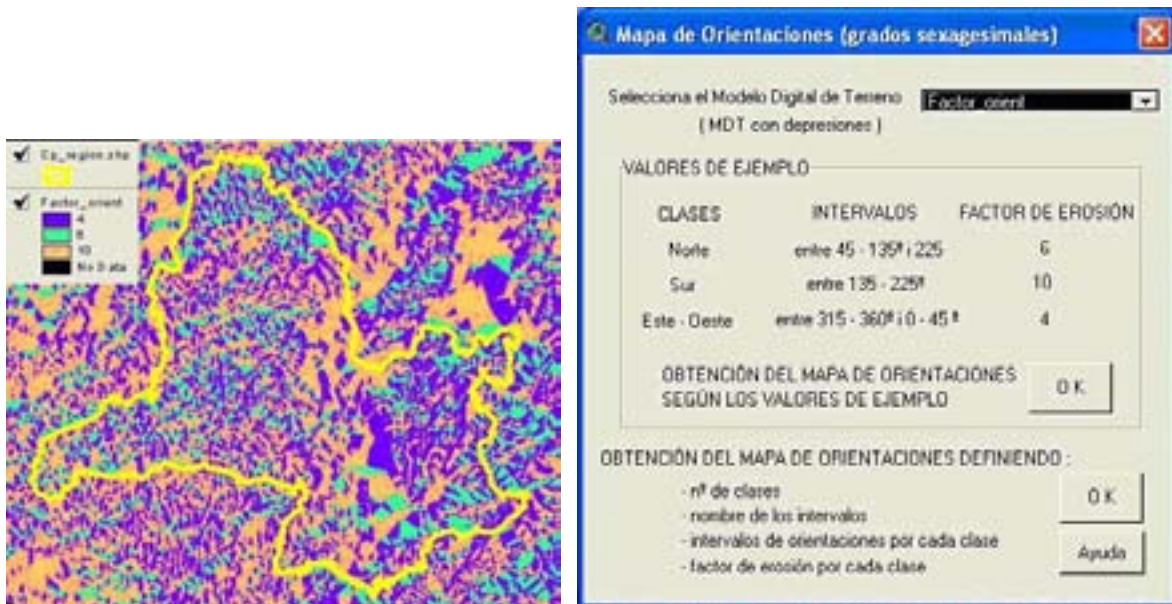 Cp_region.shp
Factor_orient
4
6
10
No Data
Mapa de Orientaciones (grados sexagesimales)
Selecciona el Modelo Digital de Terreno Factor_orient
( MDT con depresiones )
VALORES DE EJEMPLO
CLASES INTERVALOS FACTOR DE EROSIÓN
Norte entre 45 - 135º i 225 6
Sur entre 135 - 225º 10
Este - Oeste entre 315 - 360º i 0 - 45 º 4
OBTENCIÓN DEL MAPA DE ORIENTACIONES
SEGÚN LOS VALORES DE EJEMPLO
O K
OBTENCIÓN DEL MAPA DE ORIENTACIONES DEFINIENDO :
- nº de clases
- nombre de los intervalos
- intervalos de orientaciones por cada clase
- factor de erosión por cada clase
O K
Ayuda